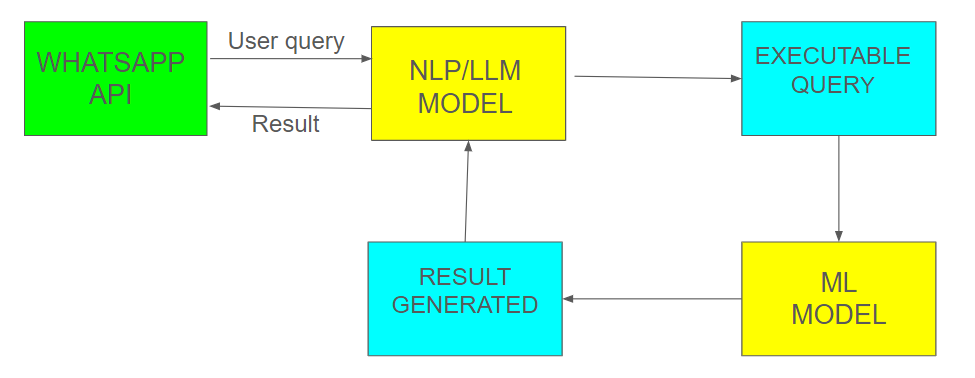 WHATSAPP
API
User query
Result
NLP/LLM
MODEL
EXECUTABLE
QUERY
RESULT
GENERATED
ML
MODEL